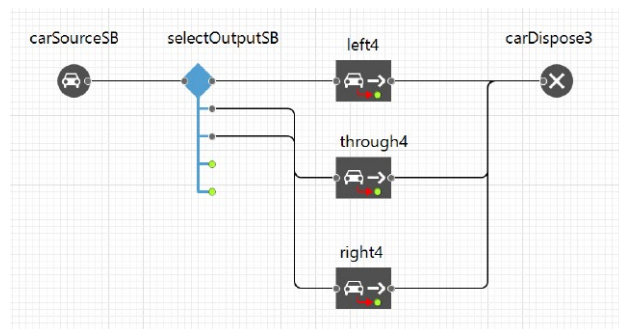 carSourceSB
selectOutputSB
left4
carDispose3
through4
right4